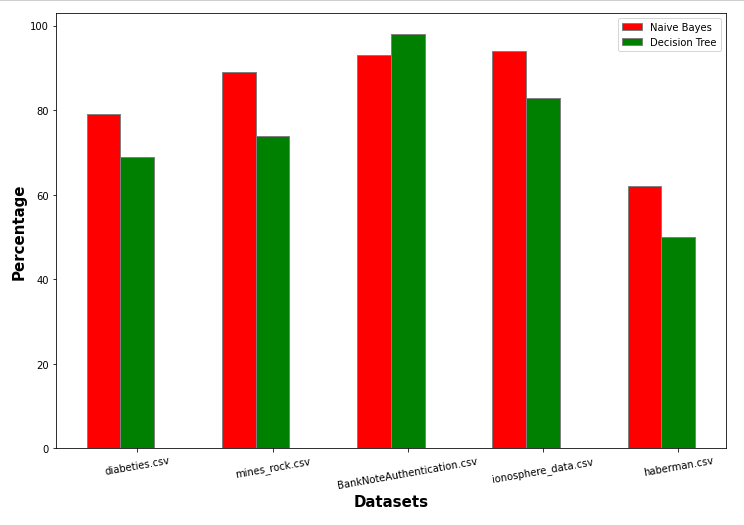 Naive Bayes
Decision Tree
Percentage
100
80
60
40
20
0
diabeties.csv
mines_rock.csv
BankNoteAuthentication.csv
ionosphere_data.csv
haberman.csv
Datasets